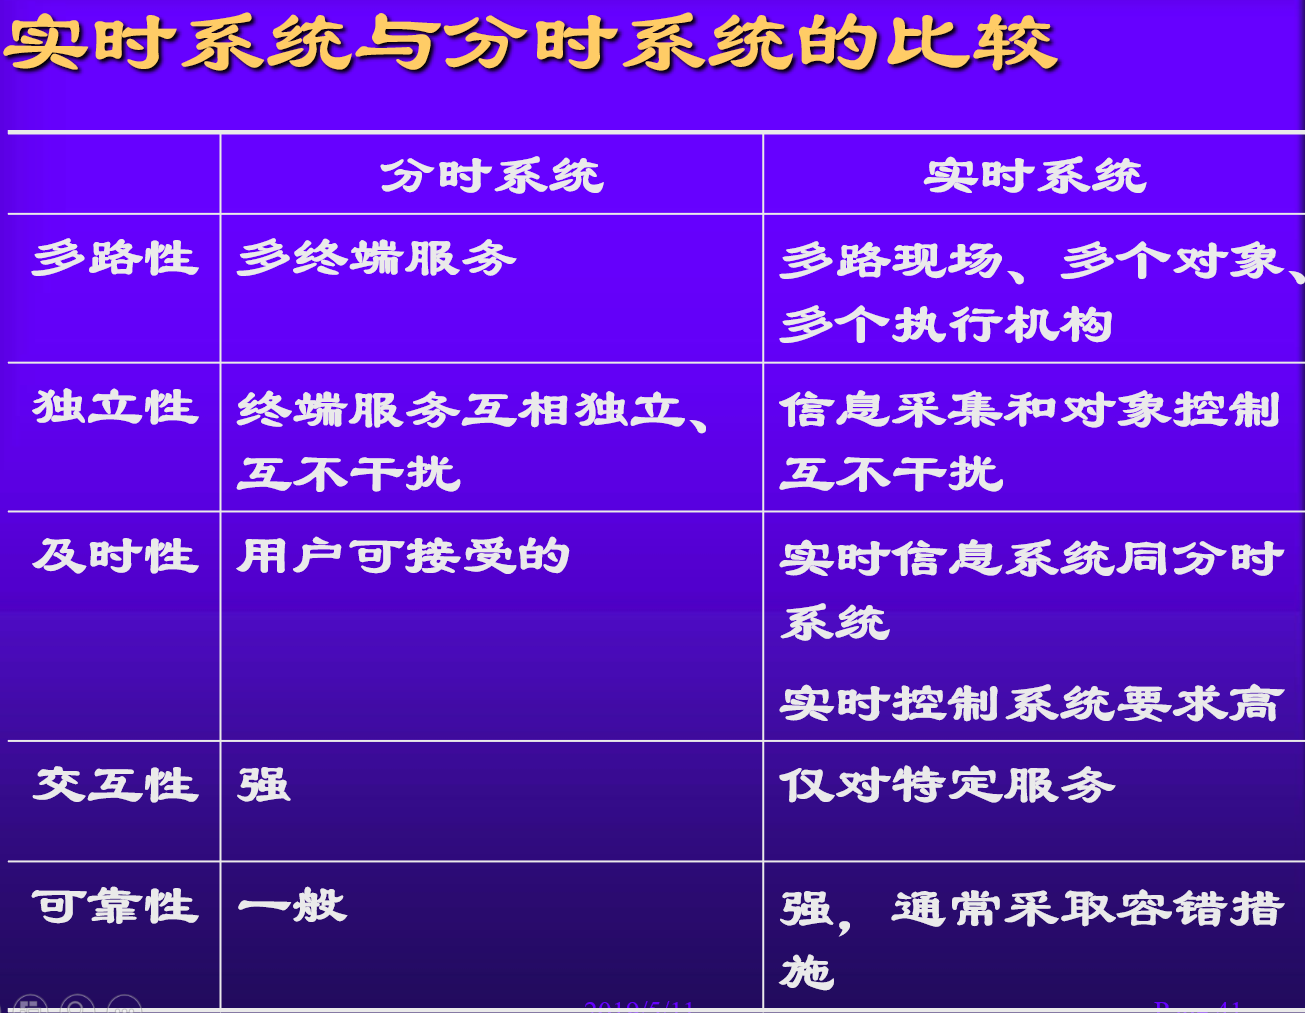 实时系统与分时系统的比较
分时系统 实时系统
多路性 多终端服务 多路现场、多个对象、
多个执行机构
独立性 终端服务互相独立、 信息采集和对象控制
互不干扰 互不干扰
及时性 用户可接受的 实时信息系统同分时
系统
实时控制系统要求高
交互性 强 仅对特定服务
可靠性 一般 强，通常采取容错措
施
2019/5/11